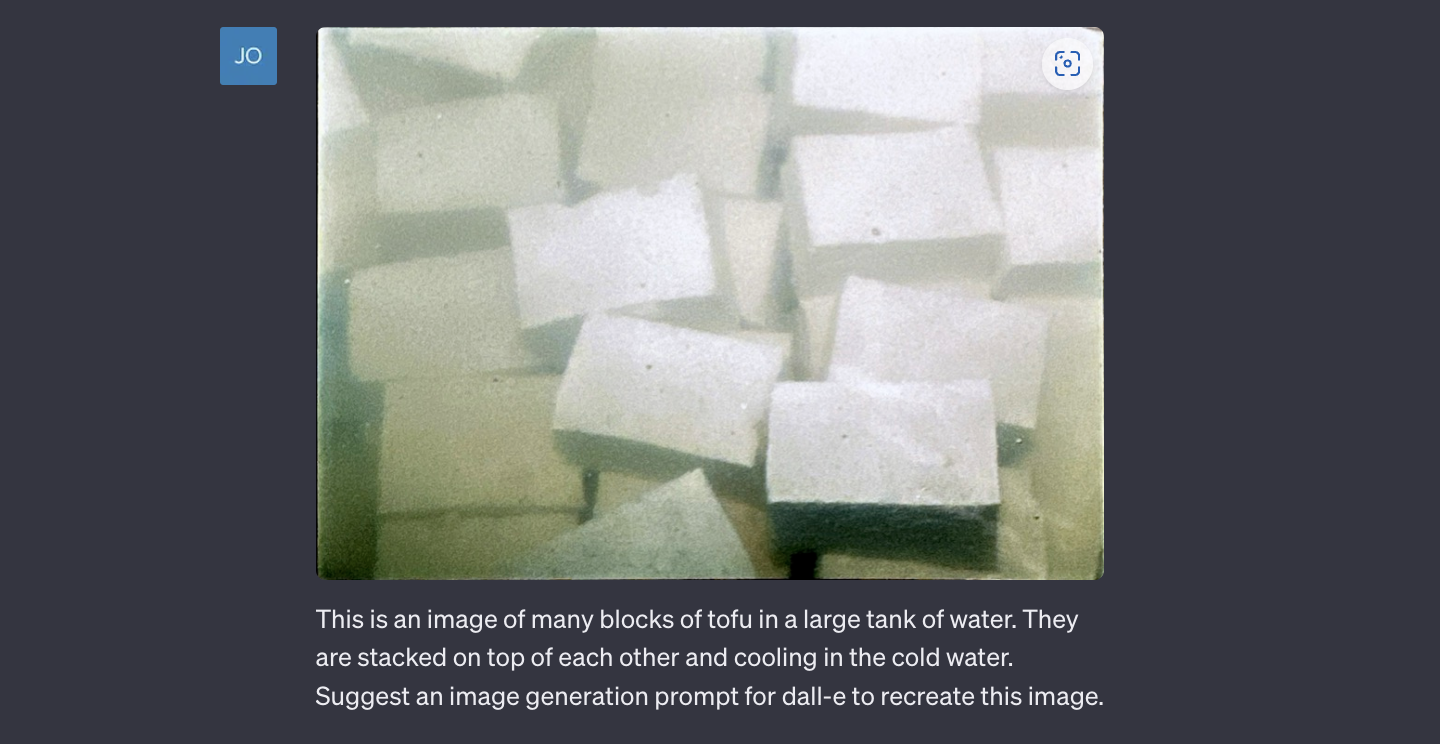 JO
This is an image of many blocks of tofu in a large tank of water. They
are stacked on top of each other and cooling in the cold water.
Suggest an image generation prompt for dall-e to recreate this image.